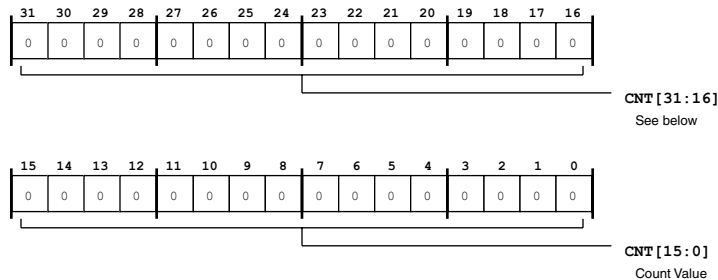 31 30 29 28 27 26 25 24 23 22 21 20 19 18 17 16
0 0 0 0 0 0 0 0 0 0 0 0 0 0 0 0
CNT[31:16]
See below
15 14 13 12 11 10 9 8 7 6 5 4 3 2 1 0
0 0 0 0 0 0 0 0 0 0 0 0 0 0 0 0
CNT[15:0]
Count Value